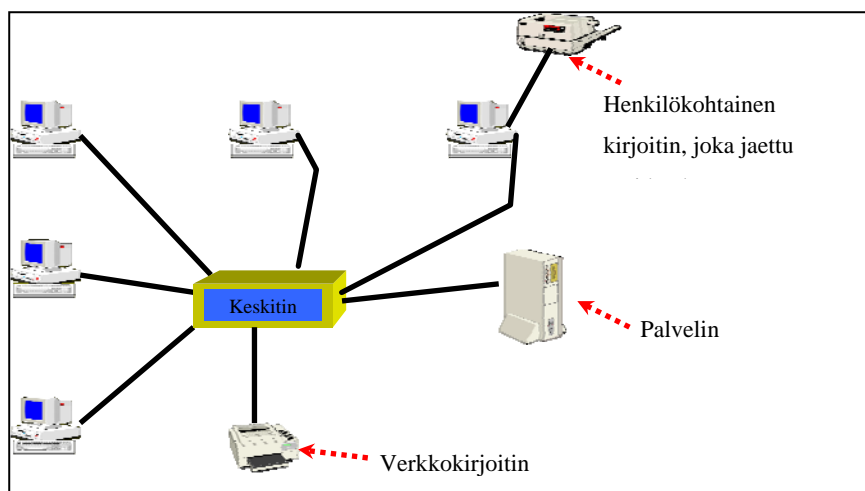 Henkilökohtainen
kirjoitin, joka jaettu
Keskitin
Palvelin
Verkkokirjoitin